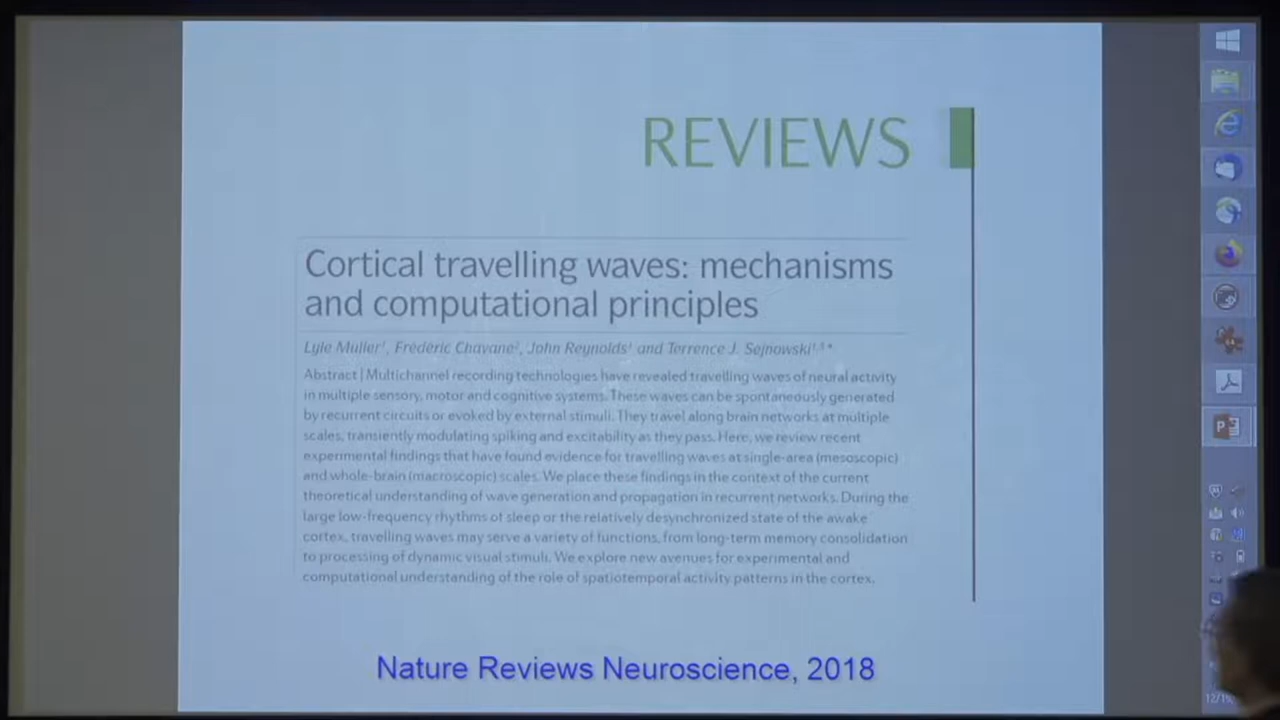 REVIEWS
Cortical travelling waves: mechanisms
and computational principles
Lyle Muller¹, Frédéric Chavane², John Reynolds¹ and Terrence J. Sejnowski¹,³*
Abstract | Multichannel recording technologies have revealed travelling waves of neural activity
in multiple sensory, motor and cognitive systems. These waves can be spontaneously generated
by recurrent circuits or evoked by external stimuli. They travel along brain networks at multiple
scales, transiently modulating spiking and excitability as they pass. Here, we review recent
experimental findings that have found evidence for travelling waves at single-area (mesoscopic)
and whole-brain (macroscopic) scales. We place these findings in the context of the current
theoretical understanding of wave generation and propagation in recurrent networks. During the
large low-frequency rhythms of sleep or the relatively desynchronized state of the awake
cortex, travelling waves may serve a variety of functions, from long-term memory consolidation
to processing of dynamic visual stimuli. We explore new avenues for experimental and
computational understanding of the role of spatiotemporal activity patterns in the cortex.
Nature Reviews Neuroscience, 2018